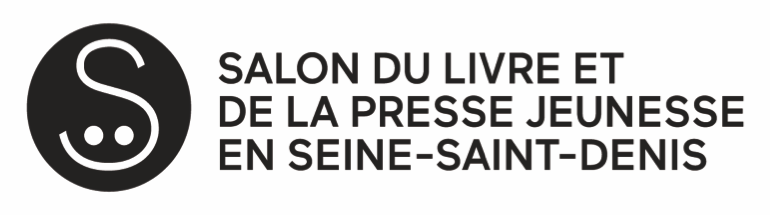 S
SALON DU LIVRE ET
DE LA PRESSE JEUNESSE
EN SEINE-SAINT-DENIS